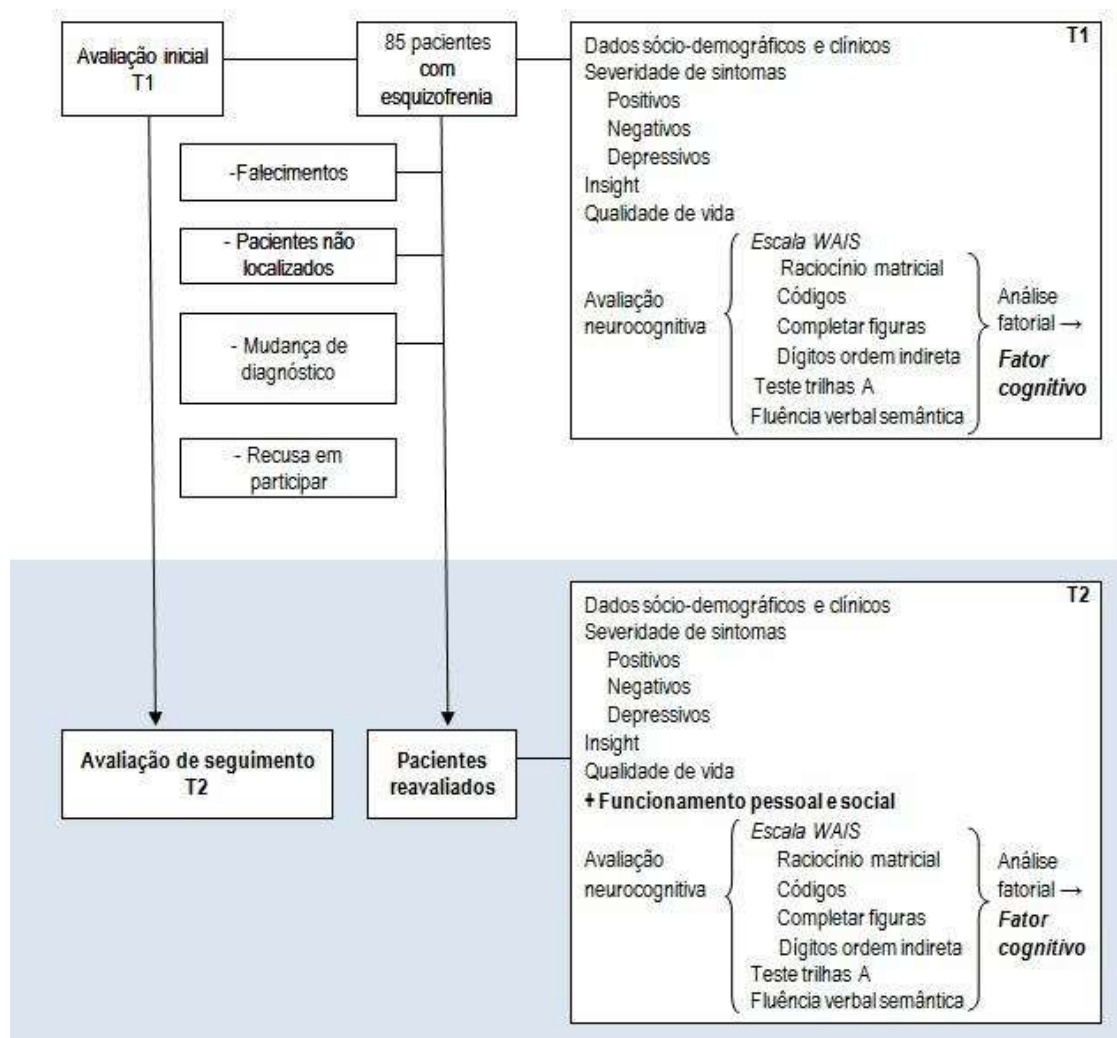 Avaliação inicial
T1
85 pacientes
com
esquizofrenia
T1
Dados sócio-demográficos e clínicos
Severidade de sintomas
Positivos
Negativos
Depressivos
Insight
Qualidade de vida
Avaliação
neurocognitiva
Escala WAIS
Raciocínio matricial
Códigos
Completar figuras
Dígitos ordem indireta
Teste trilhas A
Fluência verbal semântica
Análise
fatorial →
Fator
cognitivo
-Falecimentos
- Pacientes não
localizados
- Mudança de
diagnóstico
- Recusa em
participar
Avaliação de seguimento
T2
Pacientes
reavaliados
T2
Dados sócio-demográficos e clínicos
Severidade de sintomas
Positivos
Negativos
Depressivos
Insight
Qualidade de vida
+ Funcionamento pessoal e social
Avaliação
neurocognitiva
Escala WAIS
Raciocínio matricial
Códigos
Completar figuras
Dígitos ordem indireta
Teste trilhas A
Fluência verbal semântica
Análise
fatorial →
Fator
cognitivo